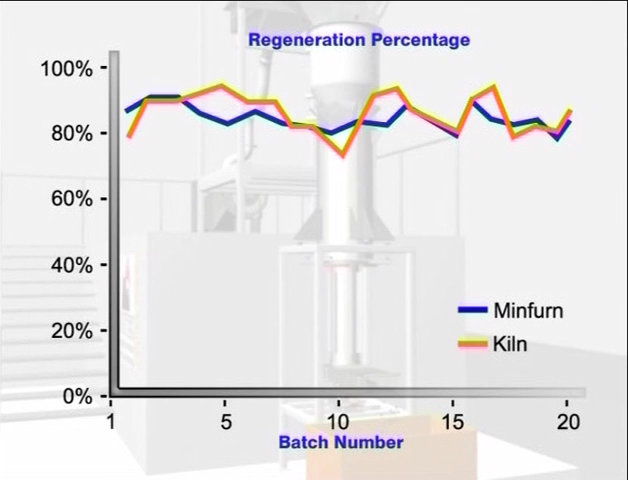 Regeneration Percentage
100%
80%
60%
40%
20%
0%
Minfurn
Kiln
1 5 10 15 20
Batch Number